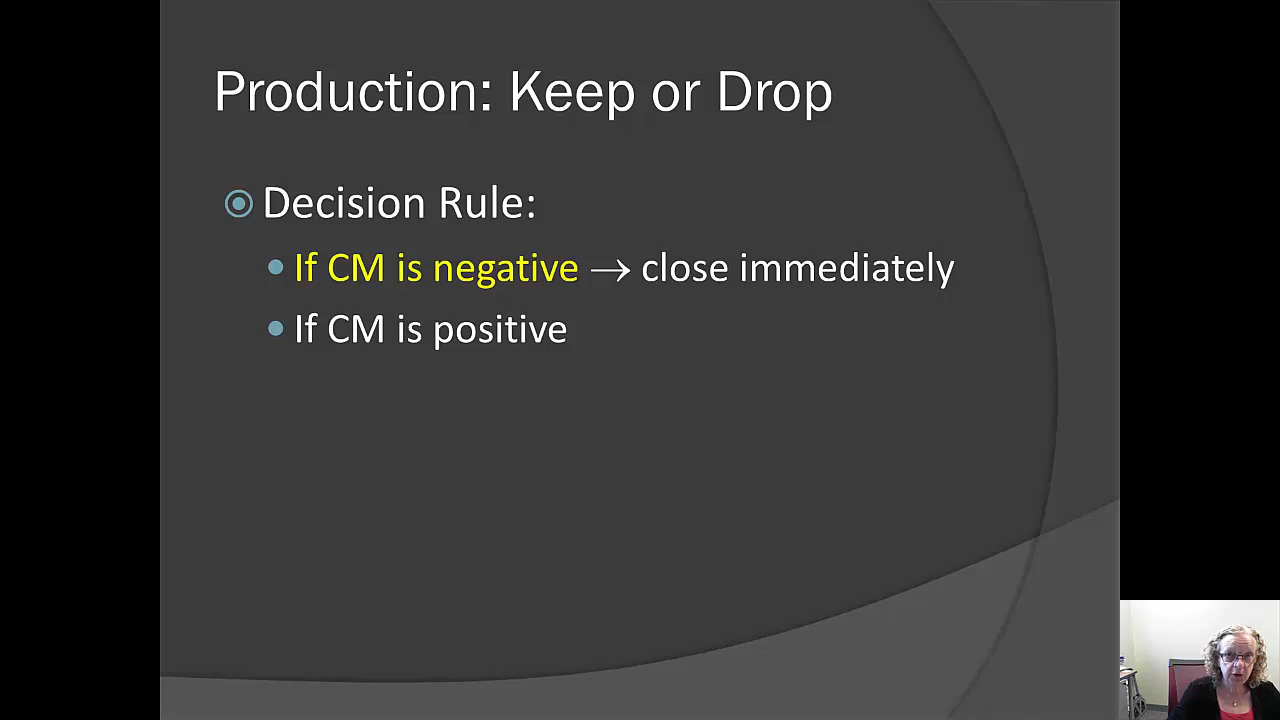 Production: Keep or Drop
Decision Rule:
If CM is negative → close immediately
If CM is positive